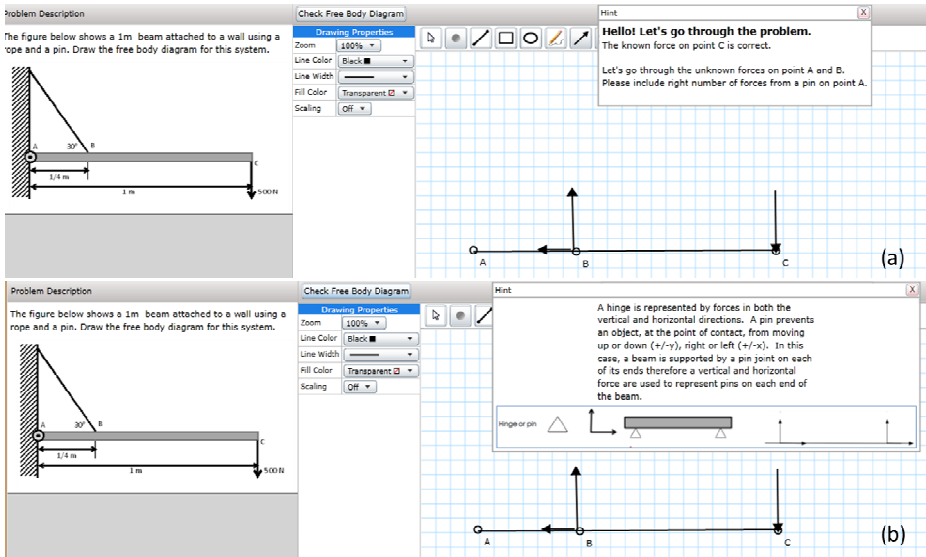 Problem Description
The figure below shows a 1m beam attached to a wall using a
rope and a pin. Draw the free body diagram for this system.
A
30°
B
C
1/4 m
1 m
500N
Check Free Body Diagram
Drawing Properties
Zoom
100%
Line Color
Black
Line Width
Fill Color
Transparent
Scaling
Off
Hint
X
Hello! Let's go through the problem.
The known force on point C is correct.
Let's go through the unknown forces on point A and B.
Please include right number of forces from a pin on point A.
A
B
C
(a)
Problem Description
The figure below shows a 1m beam attached to a wall using a
rope and a pin. Draw the free body diagram for this system.
A
30°
B
C
1/4 m
1 m
500N
Check Free Body Diagram
Drawing Properties
Zoom
100%
Line Color
Black
Line Width
Fill Color
Transparent
Scaling
Off
Hint
X
A hinge is represented by forces in both the
vertical and horizontal directions. A pin prevents
an object, at the point of contact, from moving
up or down (+/-y), right or left (+/-x). In this
case, a beam is supported by a pin joint on each
of its ends therefore a vertical and horizontal
force are used to represent pins on each end of
the beam.
Hinge or pin
A
B
C
(b)